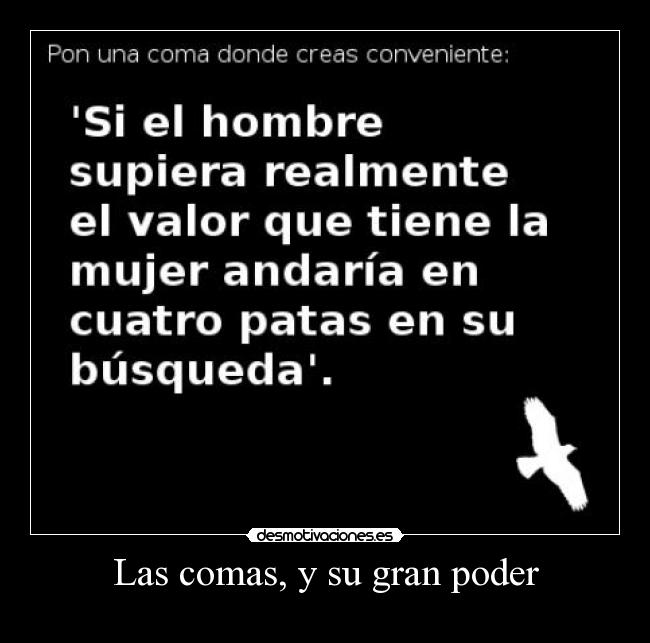 Pon una coma donde creas conveniente:
'Si el hombre
supiera realmente
el valor que tiene la
mujer andaría en
cuatro patas en su
búsqueda'.
desmotivaciones.es
Las comas, y su gran poder